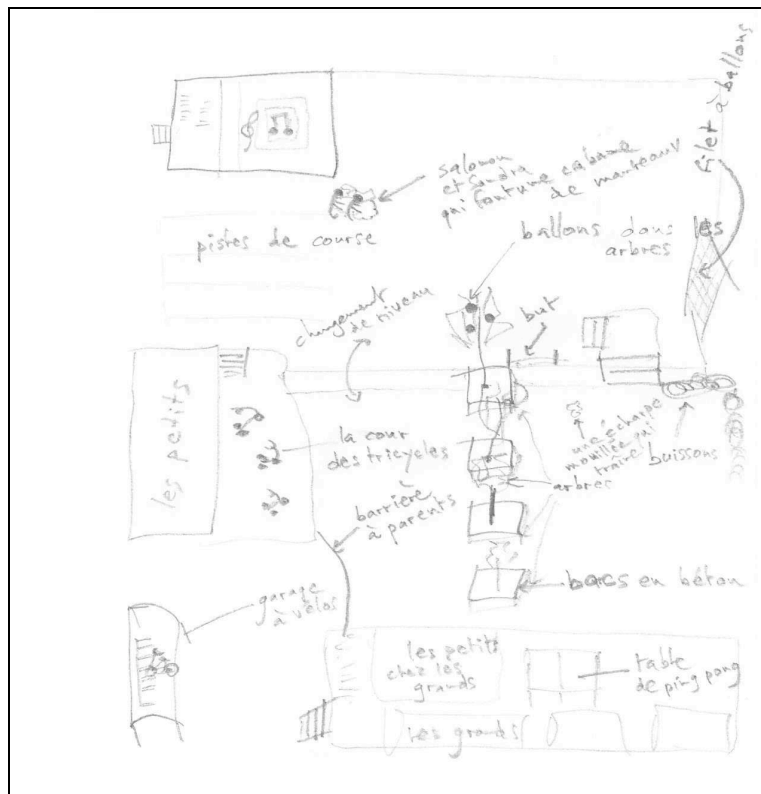 filet à ballons
salomon
et Sandra
qui font une cabane
de manteaux
pistes de course
ballons dans les
arbres
changement
de niveau
but
les petits
la cour
des tricycles
une écharpe
mouillée qui
traîne
buissons
arbres
barrière
à parents
bacs en béton
garage
à vélos
les petits
chez les
grands
table
de ping pong
les grands